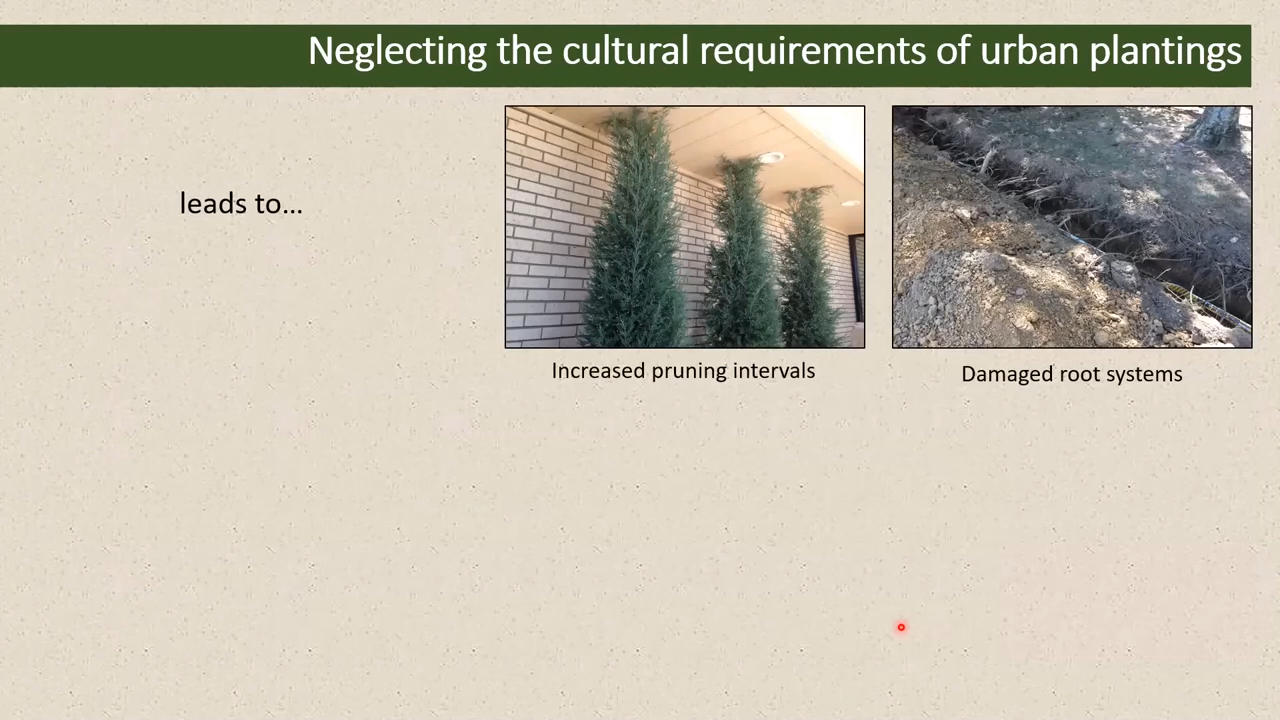 Neglecting the cultural requirements of urban plantings
leads to...
Increased pruning intervals
Damaged root systems